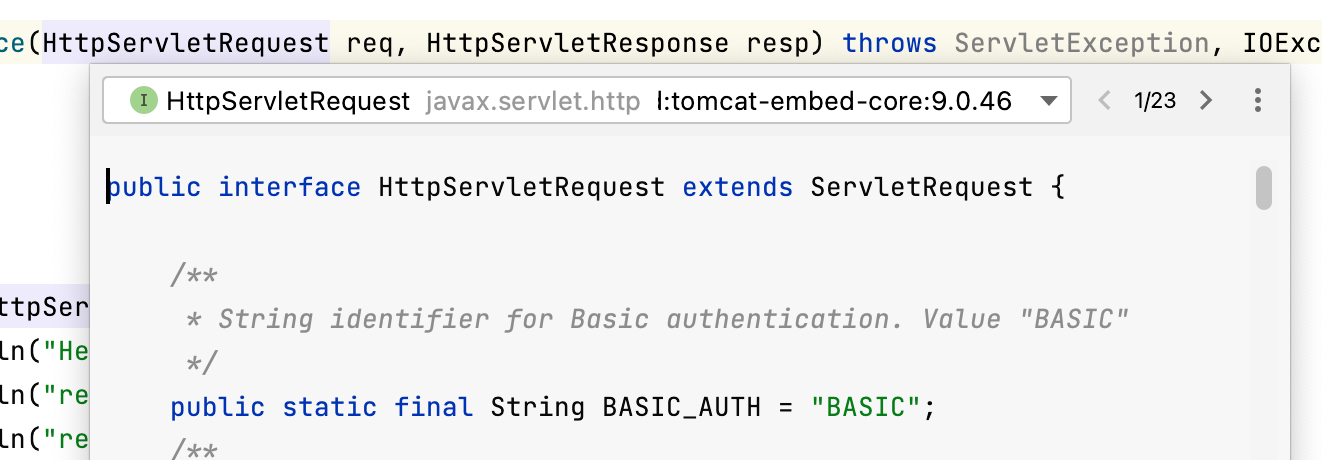 ce(HttpServletRequest req, HttpServletResponse resp) throws ServletException, IOExc
I HttpServletRequest javax.servlet.http l:tomcat-embed-core:9.0.46 1/23
public interface HttpServletRequest extends ServletRequest {
/**
ttpSer
* String identifier for Basic authentication. Value "BASIC"
ln("He
*/
ln("re
public static final String BASIC_AUTH = "BASIC";
ln("re
/**